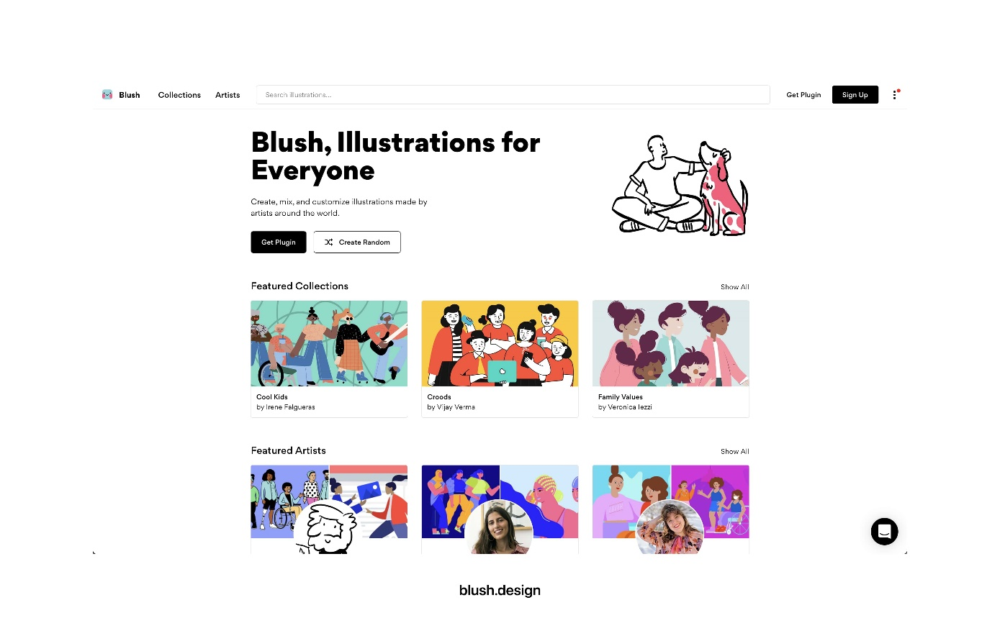 Blush
Collections
Artists
Search illustrations...
Get Plugin
Sign Up
Blush, Illustrations for
Everyone
Create, mix, and customize illustrations made by
artists around the world.
Get Plugin
Create Random
Featured Collections
Show All
Cool Kids
by Irene Falgueras
Croods
by Vijay Verma
Family Values
by Veronica Iezzi
Featured Artists
Show All
blush.design